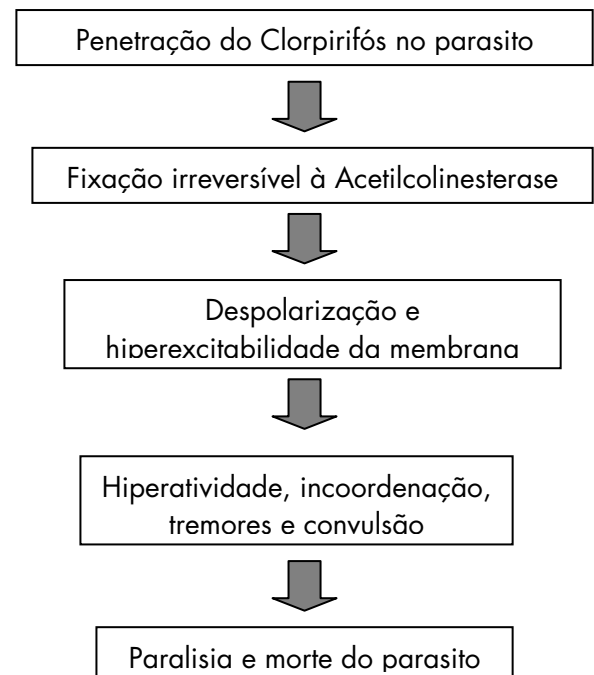 Penetração do Clorpirifós no parasito
Fixação irreversível à Acetilcolinesterase
Despolarização e
hiperexcitabilidade da membrana
Hiperatividade, incoordenação,
tremores e convulsão
Paralisia e morte do parasito